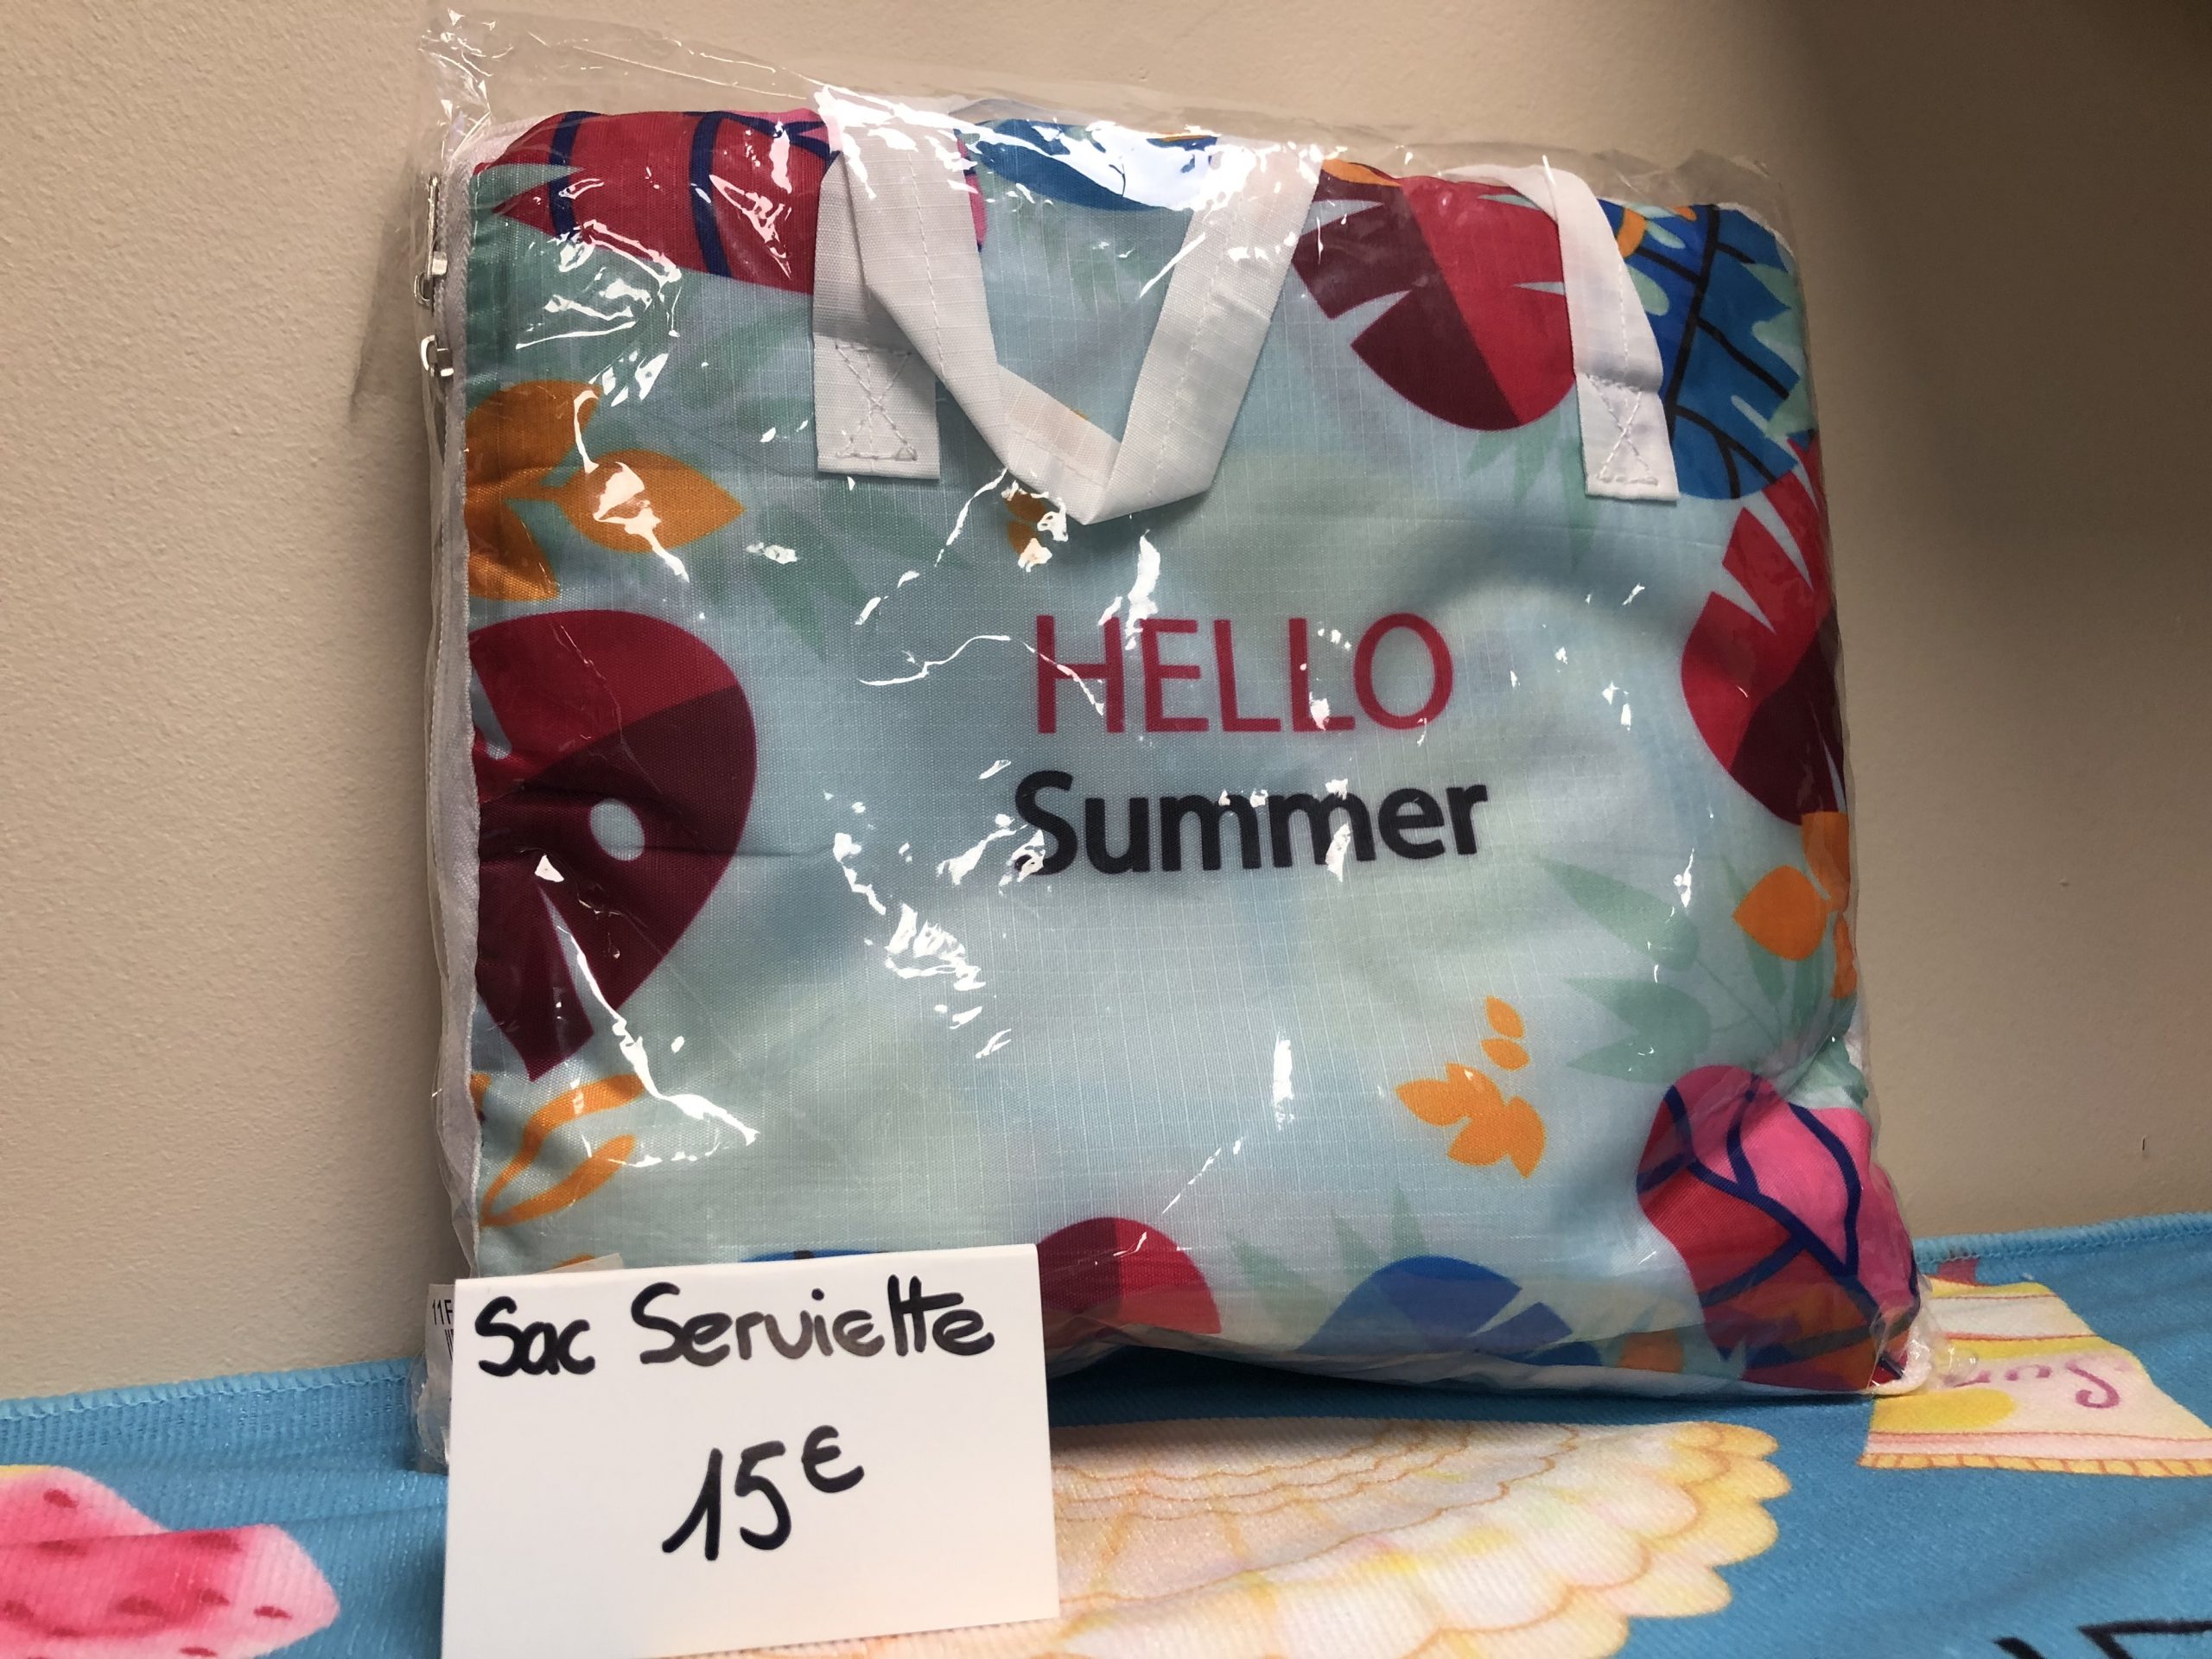 HELLO
Summer
Sac Serviette
15€